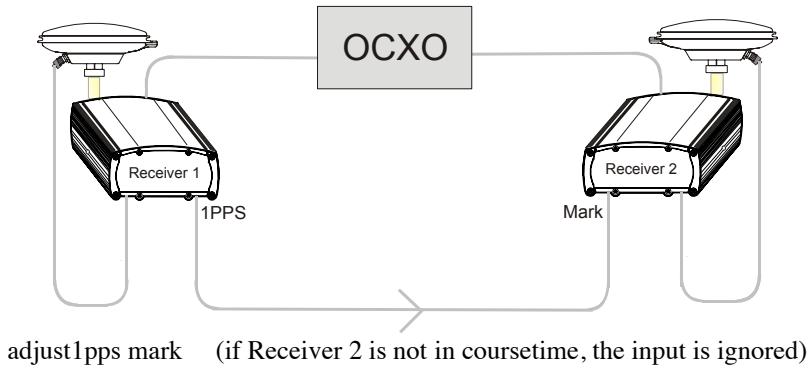 OCXO
Receiver 1
Receiver 2
1PPS
Mark
adjust1pps mark (if Receiver 2 is not in coursetime, the input is ignored)